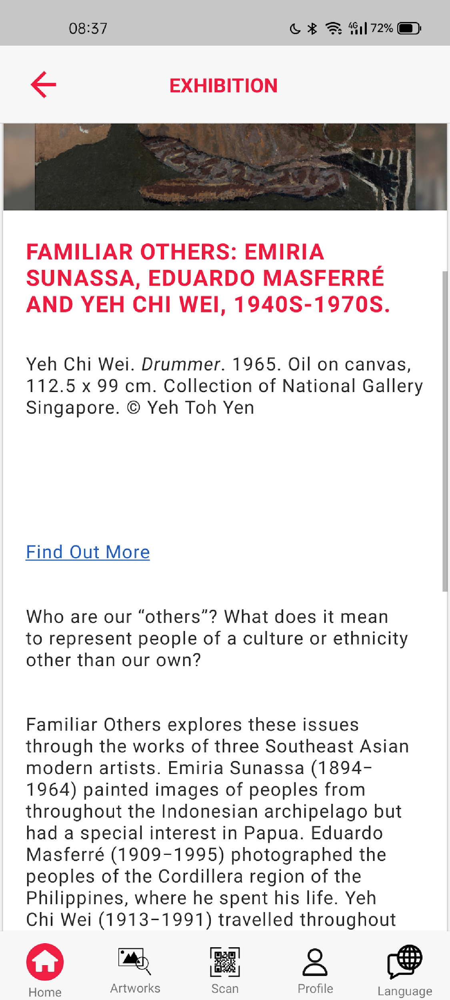 08:37
4G 72%
EXHIBITION
FAMILIAR OTHERS: EMIRIA
SUNASSA, EDUARDO MASFERRÉ
AND YEH CHI WEI, 1940S-1970S.
Yeh Chi Wei. Drummer. 1965. Oil on canvas,
112.5 x 99 cm. Collection of National Gallery
Singapore. © Yeh Toh Yen
Find Out More
Who are our “others”? What does it mean
to represent people of a culture or ethnicity
other than our own?
Familiar Others explores these issues
through the works of three Southeast Asian
modern artists. Emiria Sunassa (1894–
1964) painted images of peoples from
throughout the Indonesian archipelago but
had a special interest in Papua. Eduardo
Masferré (1909–1995) photographed the
peoples of the Cordillera region of the
Philippines, where he spent his life. Yeh
Chi Wei (1913–1991) travelled throughout
Home Artworks Scan Profile Language